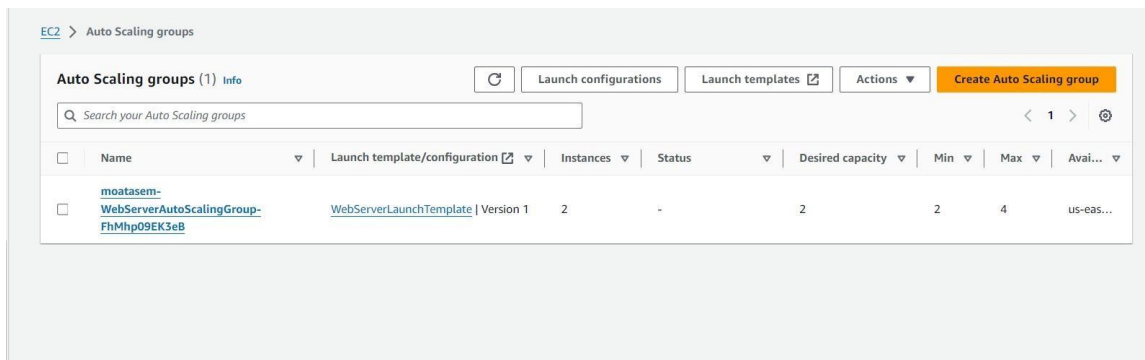 EC2 > Auto Scaling groups
Auto Scaling groups (1) Info
Launch configurations
Launch templates
Actions
Create Auto Scaling group
Search your Auto Scaling groups
1
Name
Launch template/configuration
Instances
Status
Desired capacity
Min
Max
Avai...
moatasem-
WebServerAutoScalingGroup-
FhMhp09EK3eB
WebServerLaunchTemplate | Version 1
2
-
2
2
4
us-eas...